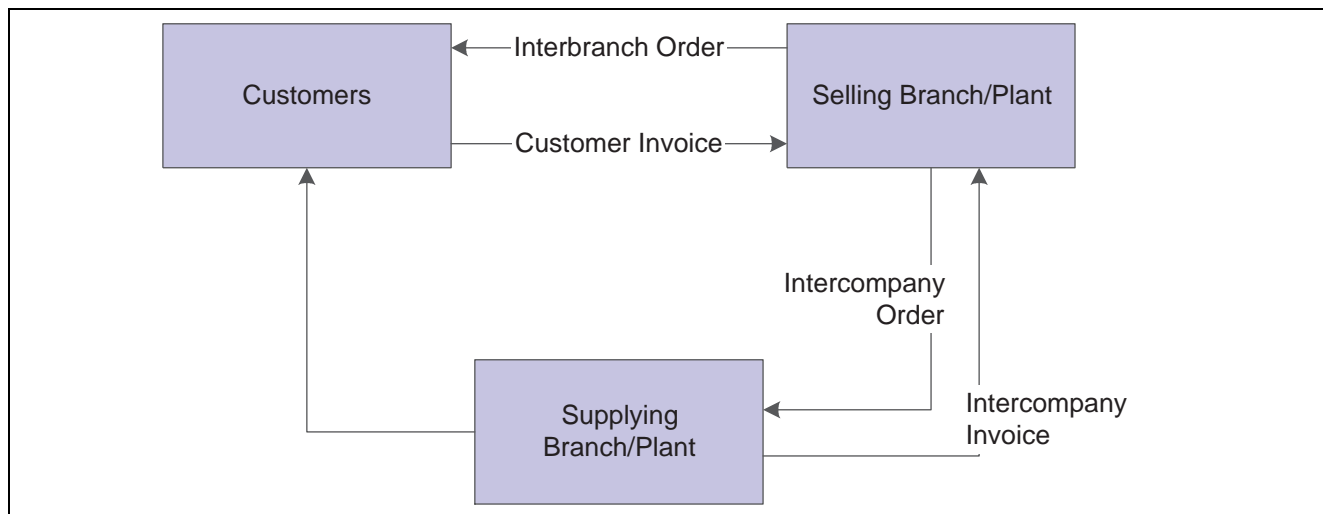 Interbranch Order
Customers
Selling Branch/Plant
Customer Invoice
Intercompany
Order
Supplying
Branch/Plant
Intercompany
Invoice